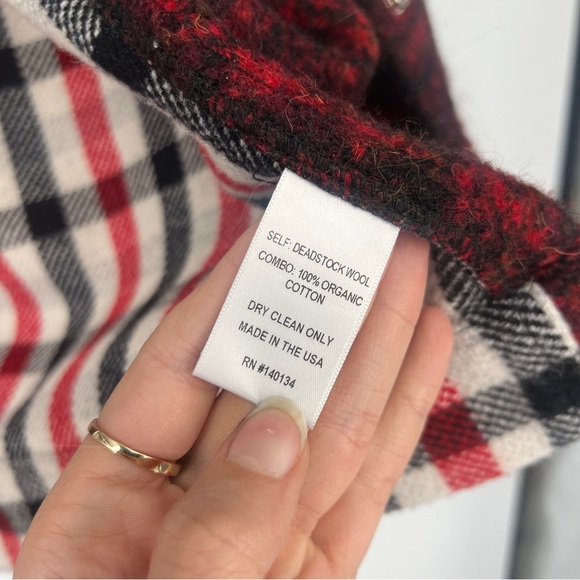 SELF: DEADSTOCK WOOL
COMBO: 100% ORGANIC
COTTON
DRY CLEAN ONLY
MADE IN THE USA
RN #140134